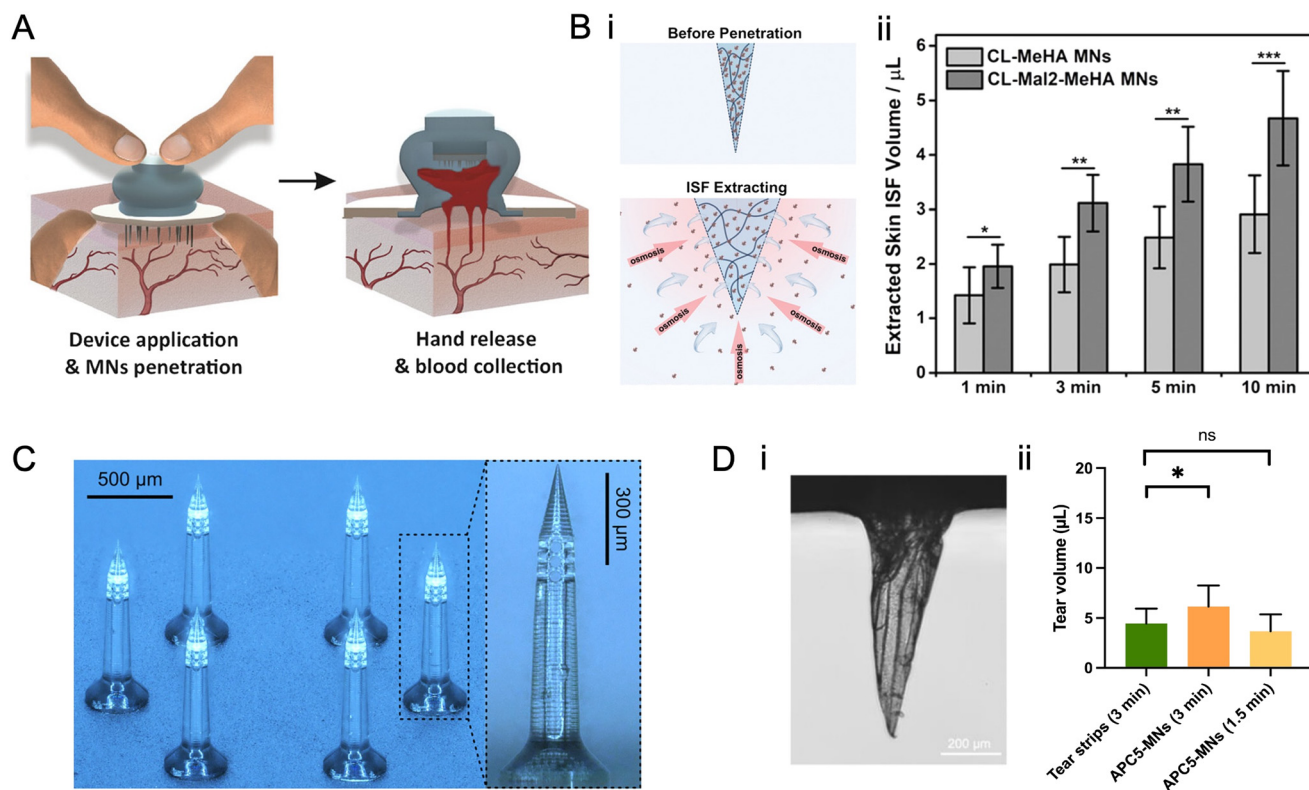 A
Device application
& MNs penetration
Hand release
& blood collection
B
i
Before Penetration
ISF Extracting
osmosis
osmosis
osmosis
osmosis
osmosis
ii
Extracted Skin ISF Volume / μL
6
5
4
3
2
1
0
CL-MeHA MNs
CL-Mal2-MeHA MNs
*
**
**
***
1 min
3 min
5 min
10 min
C
500 μm
300 μm
D
i
200 μm
ii
ns
*
Tear volume (μL)
20
15
10
5
0
Tear strips (3 min)
APC5-MNs (3 min)
APC5-MNs (1.5 min)